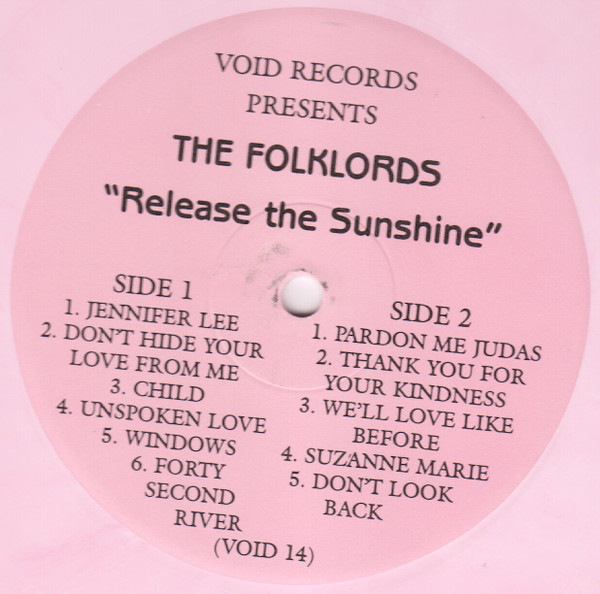 VOID RECORDS
PRESENTS
THE FOLKLORDS
"Release the Sunshine"
SIDE 1
1. JENNIFER LEE
2. DON'T HIDE YOUR
LOVE FROM ME
3. CHILD
4. UNSPOKEN LOVE
5. WINDOWS
6. FORTY
SECOND
RIVER
(VOID 14)
SIDE 2
1. PARDON ME JUDAS
2. THANK YOU FOR
YOUR KINDNESS
3. WE'LL LOVE LIKE
BEFORE
4. SUZANNE MARIE
5. DON'T LOOK
BACK